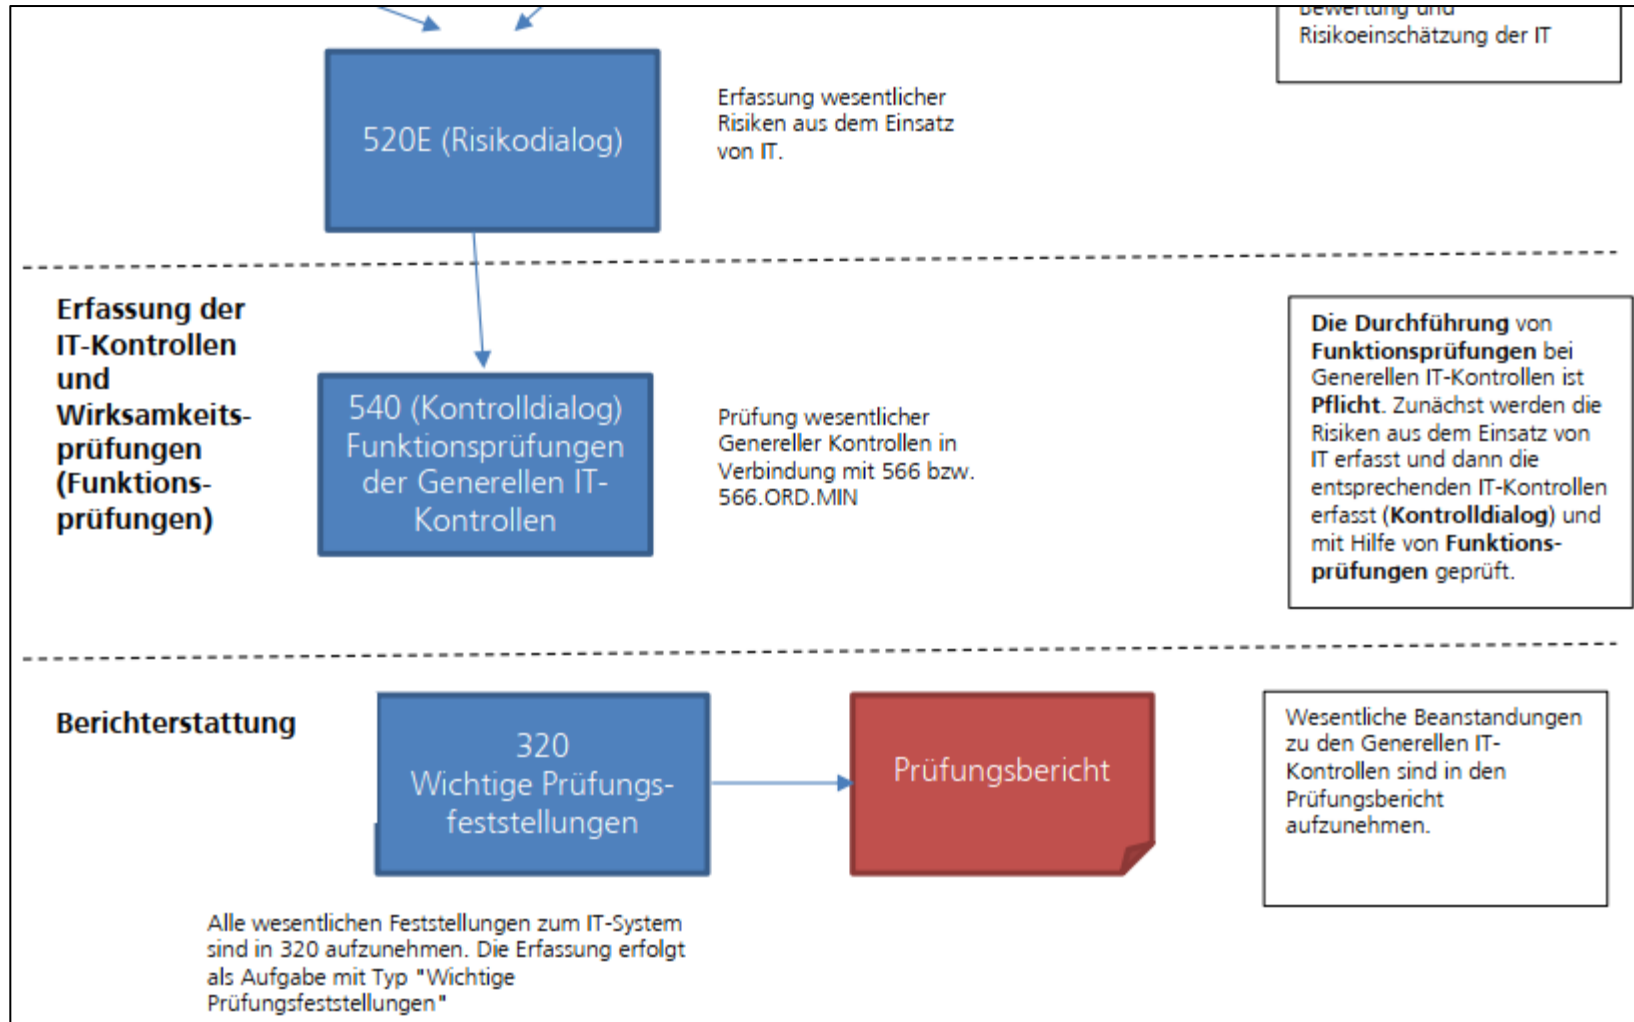 Bewertung und
Risikoeinschätzung der IT
520E (Risikodialog)
Erfassung wesentlicher
Risiken aus dem Einsatz
von IT.
Erfassung der
IT-Kontrollen
und
Wirksamkeits-
prüfungen
(Funktions-
prüfungen)
540 (Kontrolldialog)
Funktionsprüfungen
der Generellen IT-
Kontrollen
Prüfung wesentlicher
Genereller Kontrollen in
Verbindung mit 566 bzw.
566.ORD.MIN
Die Durchführung von
Funktionsprüfungen bei
Generellen IT-Kontrollen ist
Pflicht. Zunächst werden die
Risiken aus dem Einsatz von
IT erfasst und dann die
entsprechenden IT-Kontrollen
erfasst (Kontrolldialog) und
mit Hilfe von Funktions-
prüfungen geprüft.
Berichterstattung
320
Wichtige Prüfungs-
feststellungen
Prüfungsbericht
Wesentliche Beanstandungen
zu den Generellen IT-
Kontrollen sind in den
Prüfungsbericht
aufzunehmen.
Alle wesentlichen Feststellungen zum IT-System
sind in 320 aufzunehmen. Die Erfassung erfolgt
als Aufgabe mit Typ "Wichtige
Prüfungsfeststellungen"